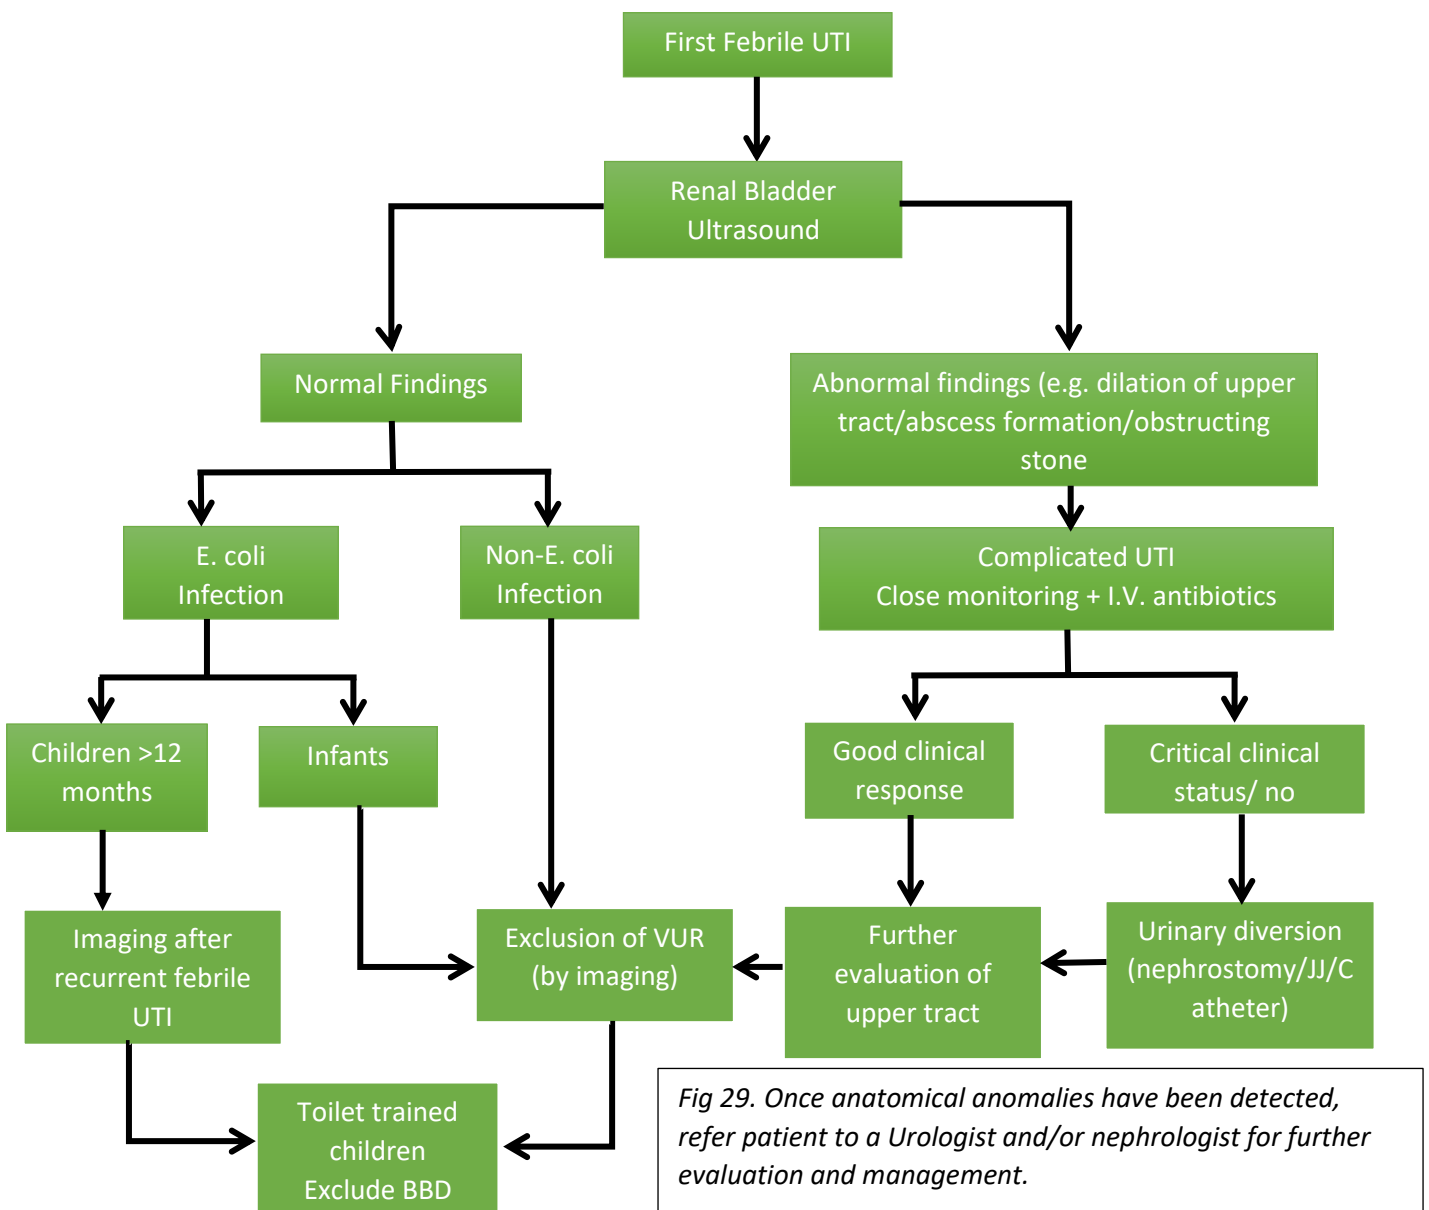 First Febrile UTI
Renal Bladder
Ultrasound
Normal Findings
Abnormal findings (e.g. dilation of upper
tract/abscess formation/obstructing
stone
E. coli
Infection
Non-E. coli
Infection
Complicated UTI
Close monitoring + I.V. antibiotics
Children >12
months
Infants
Good clinical
response
Critical clinical
status/ no
Imaging after
recurrent febrile
UTI
Exclusion of VUR
(by imaging)
Further
evaluation of
upper tract
Urinary diversion
(nephrostomy/JJ/C
atheter)
Toilet trained
children
Exclude BBD
Fig 29. Once anatomical anomalies have been detected,
refer patient to a Urologist and/or nephrologist for further
evaluation and management.